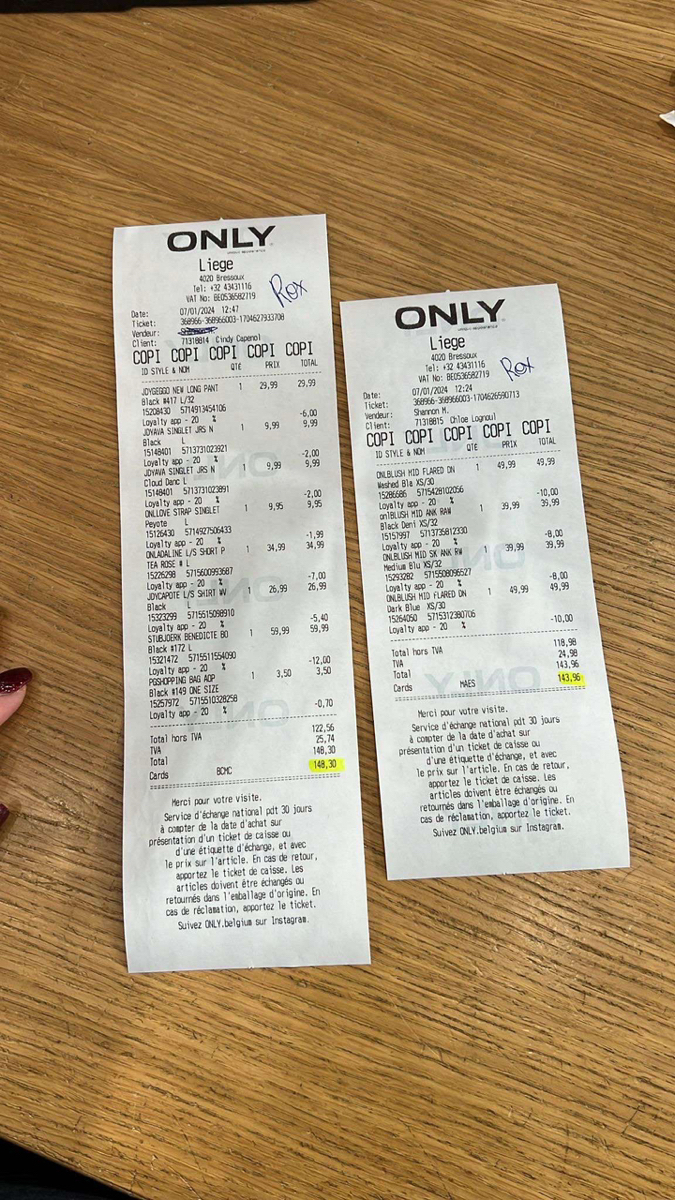 ONLY
Liege
4020 Bressoux
Tel: +32 43431116
VAT No: BE0536582719
Rox
Date: 07/01/2024 12:47
Ticket: 368966-368966003-1704627933708
Vendeur:
Client: 71318814 Cindy Capenol
COPI COPI COPI COPI COPI
ID STYLE & NOM QTE PRIX TOTAL
JDYGEGGO NEW LONG PANT 1 29,99 29,99
Black #417 L/32
15208430 5714913454106
Loyalty app - 20 % -6,00
JDYAVA SINGLET JRS N 1 9,99 9,99
Black L
15148401 5713731023921
Loyalty app - 20 % -2,00
JDYAVA SINGLET JRS N 1 9,99 9,99
Cloud Danc L
15148401 5713731023891
Loyalty app - 20 % -2,00
ONLLOVE STRAP SINGLET 1 9,95 9,95
Peyote L
15126430 5714927506433
Loyalty app - 20 % -1,99
ONLADALINE L/S SHORT P 1 34,99 34,99
TEA ROSE # L
15226298 5715600993687
Loyalty app - 20 % -7,00
JDYCAPOTE L/S SHIRT WV 1 26,99 26,99
Black L
15323299 5715515098910
Loyalty app - 20 % -5,40
STUBJOERK BENEDICTE BO 1 59,99 59,99
Black #172 L
15321472 5715511554090
Loyalty app - 20 % -12,00
PBSHOPPING BAG AOP 1 3,50 3,50
Black #149 ONE SIZE
15257972 5715510328258
Loyalty app - 20 % -0,70
Total hors TVA 122,56
TVA 25,74
Total 148,30
Cards BCMC 148,30
Merci pour votre visite.
Service d'échange national pdt 30 jours
à compter de la date d'achat sur
présentation d'un ticket de caisse ou
d'une étiquette d'échange, et avec
le prix sur l'article. En cas de retour,
apportez le ticket de caisse. Les
articles doivent être échangés ou
retournés dans l'emballage d'origine. En
cas de réclamation, apportez le ticket.
Suivez ONLY.belgium sur Instagram.
ONLY
Liege
4020 Bressoux
Tel: +32 43431116
VAT No: BE0536582719
Rox
Date: 07/01/2024 12:24
Ticket: 368966-368966003-1704626590713
Vendeur: Shannon M.
Client: 71318815 Chloe Lognoul
COPI COPI COPI COPI COPI
ID STYLE & NOM QTE PRIX TOTAL
ONLBLUSH MID FLARED DN 1 49,99 49,99
Washed Bla XS/30
15286686 5715428102056
Loyalty app - 20 % -10,00
onlBLUSH MID ANK RAW 1 39,99 39,99
Black Deni XS/32
15157997 5713735812330
Loyalty app - 20 % -8,00
ONLBLUSH MID SK ANK RW 1 39,99 39,99
Medium Blu XS/32
15293282 5715508096527
Loyalty app - 20 % -8,00
ONLBLUSH MID FLARED DN 1 49,99 49,99
Dark Blue XS/30
15264050 5715312380706
Loyalty app - 20 % -10,00
Total hors TVA 118,98
TVA 24,98
Total 143,96
Cards MAES 143,96
Merci pour votre visite.
Service d'échange national pdt 30 jours
à compter de la date d'achat sur
présentation d'un ticket de caisse ou
d'une étiquette d'échange, et avec
le prix sur l'article. En cas de retour,
apportez le ticket de caisse. Les
articles doivent être échangés ou
retournés dans l'emballage d'origine. En
cas de réclamation, apportez le ticket.
Suivez ONLY.belgium sur Instagram.